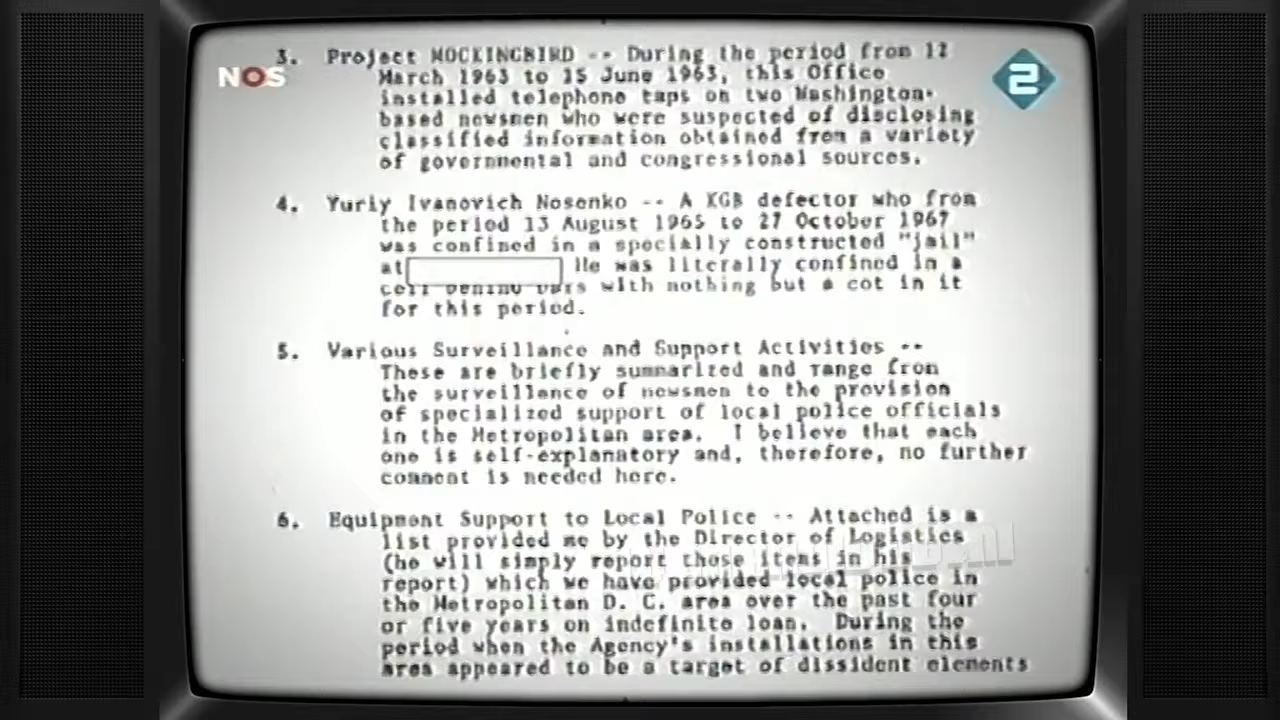 3. Project MOCKINGBIRD -- During the period from 12
March 1963 to 15 June 1963, this Office
installed telephone taps on two Washington-
based newsmen who were suspected of disclosing
classified information obtained from a variety
of governmental and congressional sources.
NOS
2
4. Yuriy Ivanovich Nosenko -- A KGB defector who from
the period 13 August 1965 to 27 October 1967
was confined in a specially constructed "jail"
at He was literally confined in a
cell behind bars with nothing but a cot in it
for this period.
5. Various Surveillance and Support Activities --
These are briefly summarized and range from
the surveillance of newsmen to the provision
of specialized support of local police officials
in the Metropolitan area. I believe that each
one is self-explanatory and, therefore, no further
comment is needed here.
6. Equipment Support to Local Police -- Attached is a
list provided me by the Director of Logistics
(he will simply report those items in his
report) which we have provided local police in
the Metropolitan D. C. area over the past four
or five years on indefinite loan. During the
period when the Agency's installations in this
area appeared to be a target of dissident elements